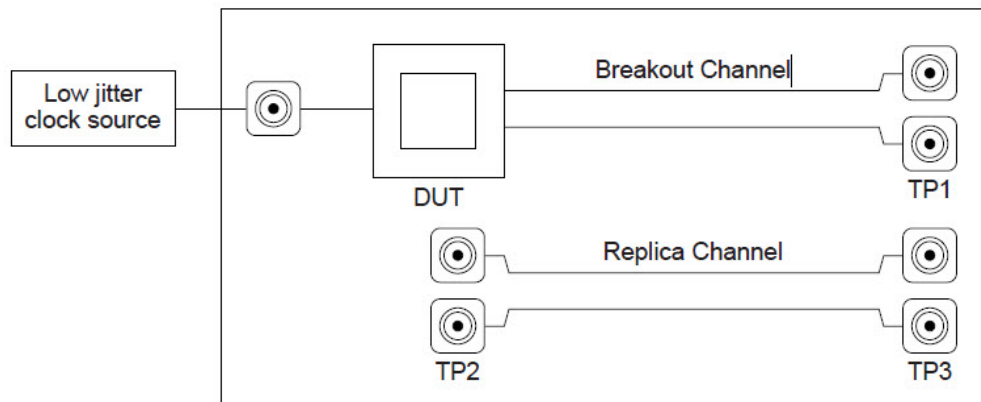 Low jitter
clock source
Breakout Channel
DUT
TP1
Replica Channel
TP2
TP3